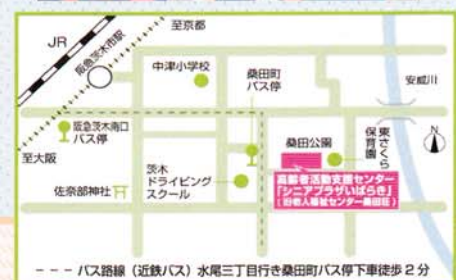 至京都
JR
阪急茨木市駅
中津小学校
桑田町
バス停
安威川
阪急茨木南口
バス停
桑田公園
東さくら
保育園
N
至大阪
茨木
ドライビング
スクール
佐奈部神社
高齢者活動支援センター
「シニアプラザいばらき」
(旧老人福祉センター桑田荘)
--- バス路線(近鉄バス)水尾三丁目行き桑田町バス停下車徒歩2分